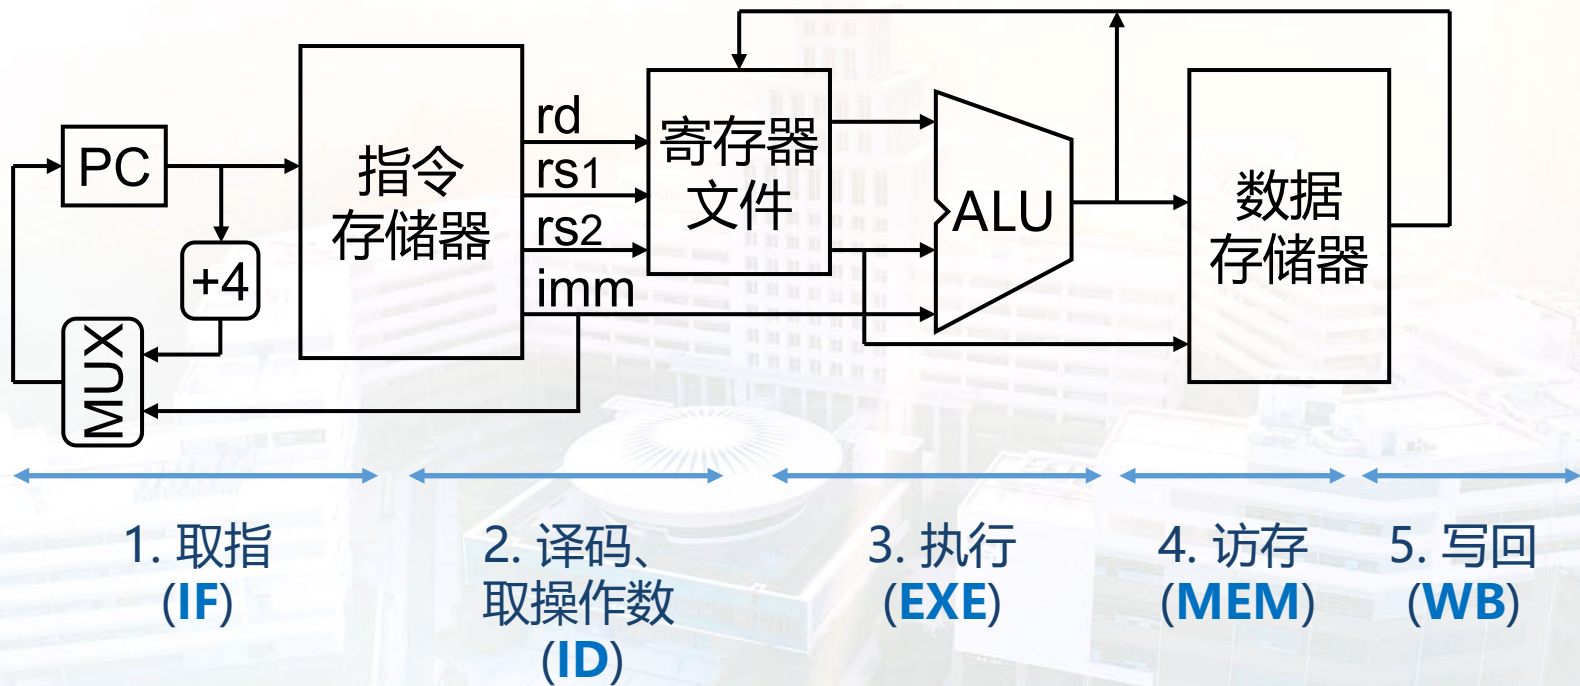 PC
+4
MUX
指令
存储器
rd
rs1
rs2
imm
寄存器
文件
ALU
数据
存储器
1. 取指
(IF)
2. 译码、
取操作数
(ID)
3. 执行
(EXE)
4. 访存
(MEM)
5. 写回
(WB)